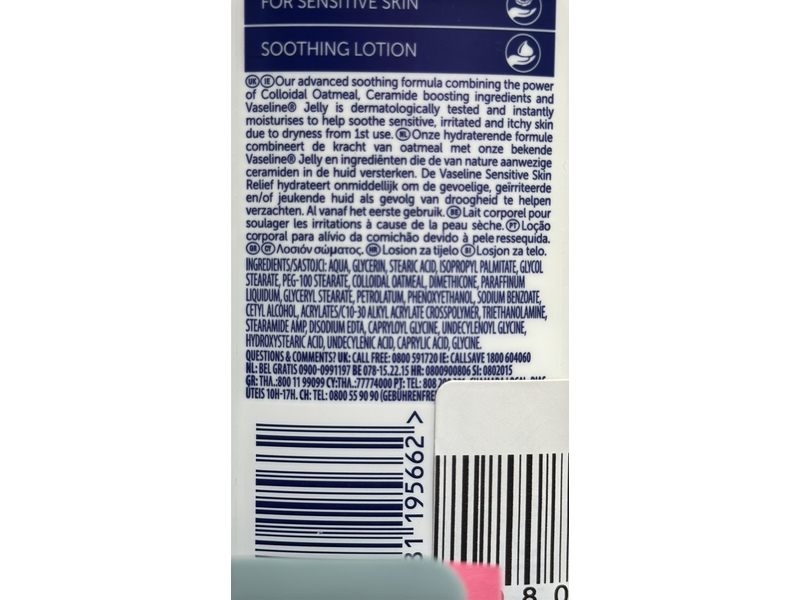 FOR SENSITIVE SKIN
SOOTHING LOTION
UK IE Our advanced soothing formula combining the power
of Colloidal Oatmeal, Ceramide boosting ingredients and
Vaseline® Jelly is dermatologically tested and instantly
moisturises to help soothe sensitive, irritated and itchy skin
due to dryness from 1st use. NL Onze hydraterende formule
combineert de kracht van oatmeal met onze bekende
Vaseline® Jelly en ingrediënten die de van nature aanwezige
ceramiden in de huid versterken. De Vaseline Sensitive Skin
Relief hydrateert onmiddellijk om de gevoelige, geïrriteerde
en/of jeukende huid als gevolg van droogheid te helpen
verzachten. Al vanaf het eerste gebruik. BE Lait corporel pour
soulager les irritations à cause de la peau sèche. PT Loção
corporal para alívio da comichão devido à pele ressequida.
GR CY Λοσιόν σώματος. HR Losion za tijelo SI Losjon za telo.
INGREDIENTS/SASTOJCI: AQUA, GLYCERIN, STEARIC ACID, ISOPROPYL PALMITATE, GLYCOL
STEARATE, PEG-100 STEARATE, COLLOIDAL OATMEAL, DIMETHICONE, PARAFFINUM
LIQUIDUM, GLYCERYL STEARATE, PETROLATUM, PHENOXYETHANOL, SODIUM BENZOATE,
CETYL ALCOHOL, ACRYLATES/C10-30 ALKYL ACRYLATE CROSSPOLYMER, TRIETHANOLAMINE,
STEARAMIDE AMP, DISODIUM EDTA, CAPRYLOYL GLYCINE, UNDECYLENOYL GLYCINE,
HYDROXYSTEARIC ACID, UNDECYLENIC ACID, CAPRYLIC ACID, GLYCINE.
QUESTIONS & COMMENTS? UK: CALL FREE: 0800 591720 IE: CALLSAVE 1800 604060
NL: BEL GRATIS 0900-0991197 BE 078-15.22.15 HR: 0800900806 SI: 0802015
GR: ΤΗΛ.:800 11 99099 CY:ΤΗΛ.:77774000 PT: TEL: 808
ÚTEIS 10H-17H. CH: TEL: 0800 55 90 90 (GEBÜHRENFRE
31 195662 >
8 0